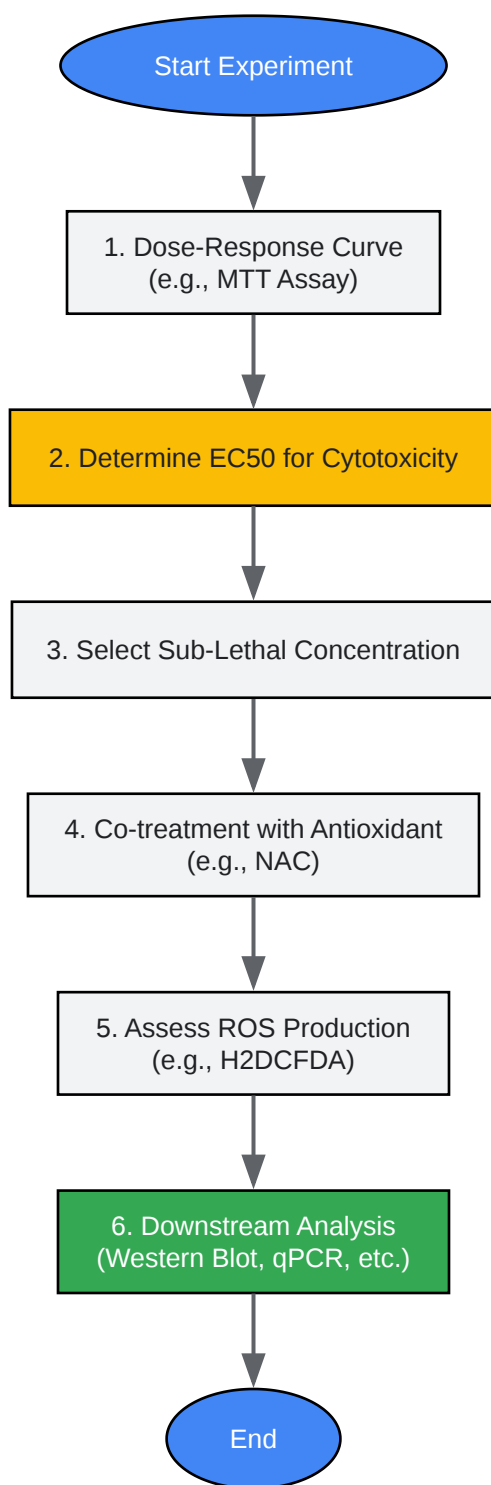 Start Experiment
1. Dose-Response Curve
(e.g., MTT Assay)
2. Determine EC50 for Cytotoxicity
3. Select Sub-Lethal Concentration
4. Co-treatment with Antioxidant
(e.g., NAC)
5. Assess ROS Production
(e.g., H2DCFDA)
6. Downstream Analysis
(Western Blot, qPCR, etc.)
End